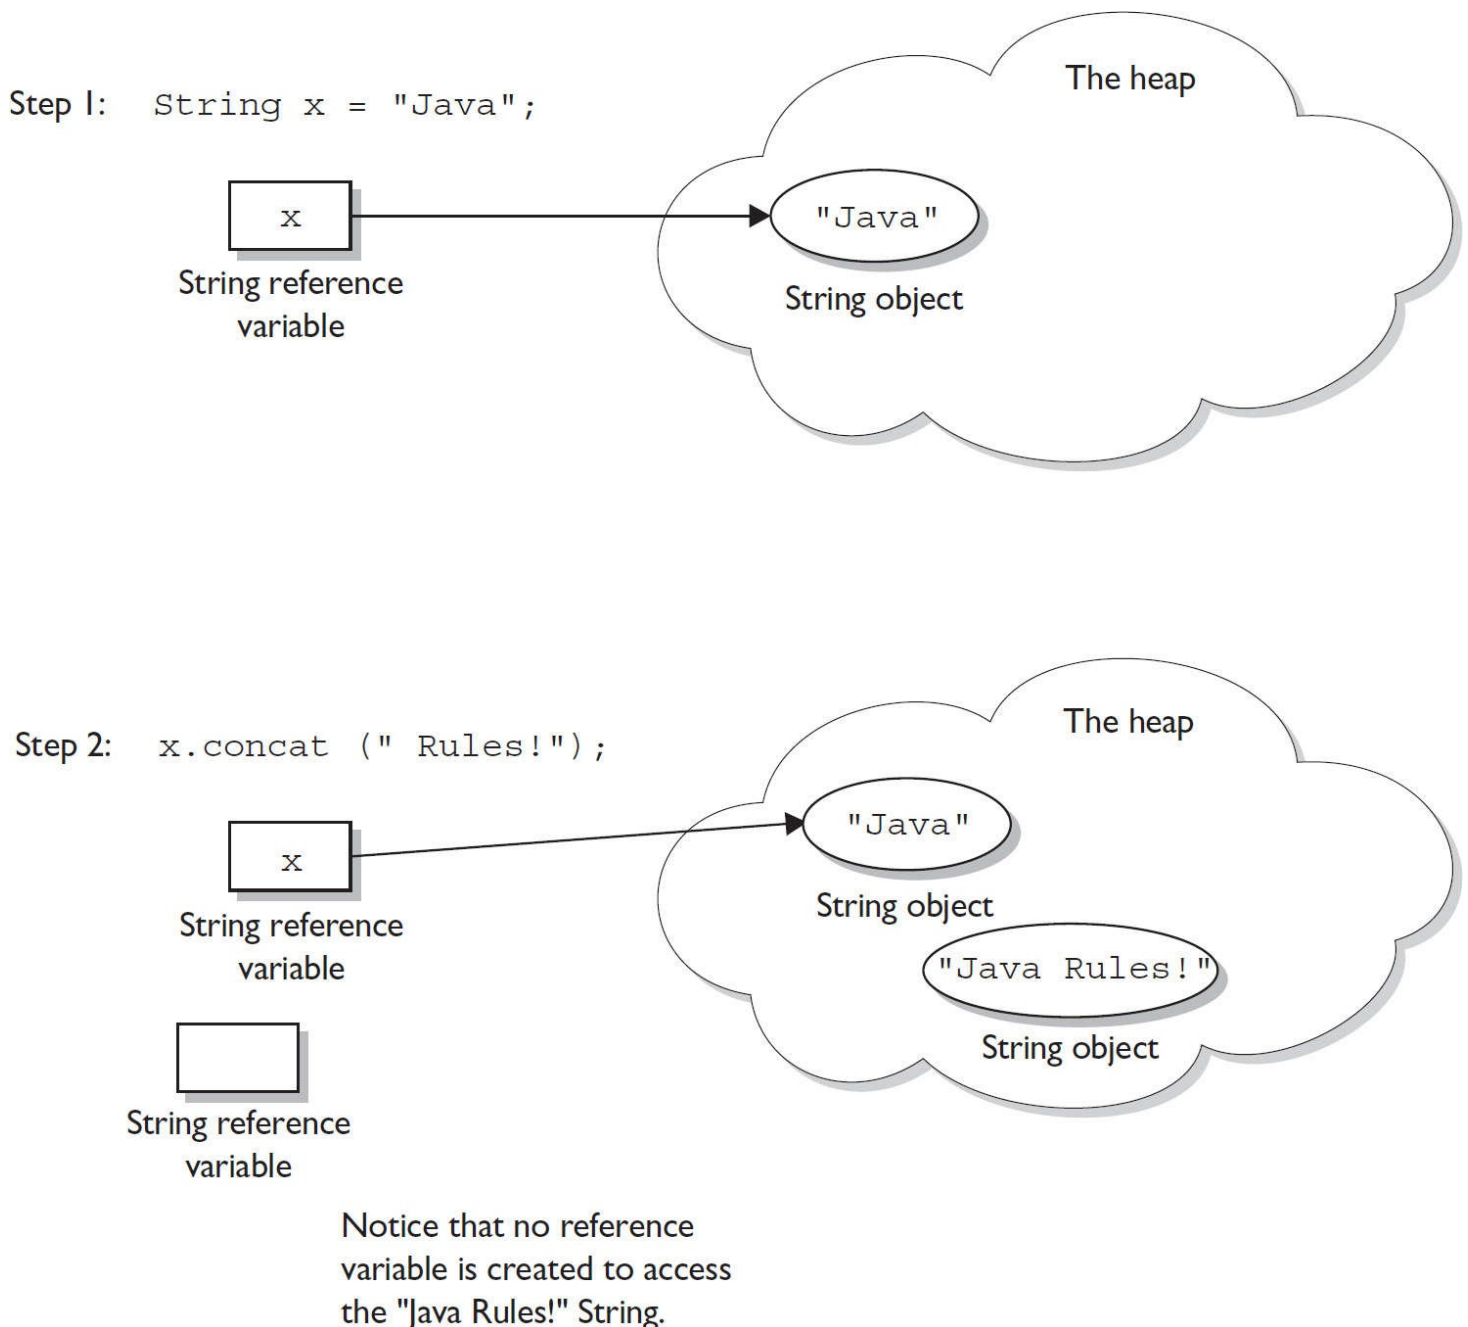 The heap
Step 1: String x = "Java";
x
"Java"
String reference
variable
String object
The heap
Step 2: x.concat (" Rules!");
"Java"
x
String object
String reference
variable
"Java Rules!"
String object
String reference
variable
Notice that no reference
variable is created to access
the "Java Rules!" String.